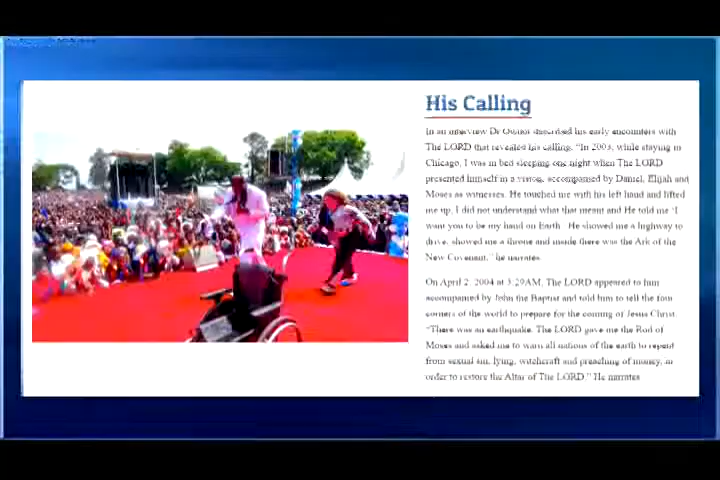 His Calling
In an interview Dr Owuor described his early encounters with
The LORD that revealed his calling. "In 2003, while staying in
Chicago, I was in bed sleeping one night when The LORD
presented himself in a vision, accompanied by Daniel, Elijah and
Moses as witnesses. He touched me with his left hand and lifted
me up, I did not understand what that meant and He told me 'I
want you to be my hand on Earth'. He showed me a highway to
drive, showed me a throne and inside there was the Ark of the
New Covenant," he narrates
On April 2, 2004 at 3:29AM, The LORD appeared to him
accompanied by John the Baptist and told him to tell the four
corners of the world to prepare for the coming of Jesus Christ
"There was an earthquake. The LORD gave me the Rod of
Moses and asked me to warn all nations of the earth to repent
from sexual sin, lying, witchcraft and preaching of money, in
order to restore the Altar of The LORD." He narrates